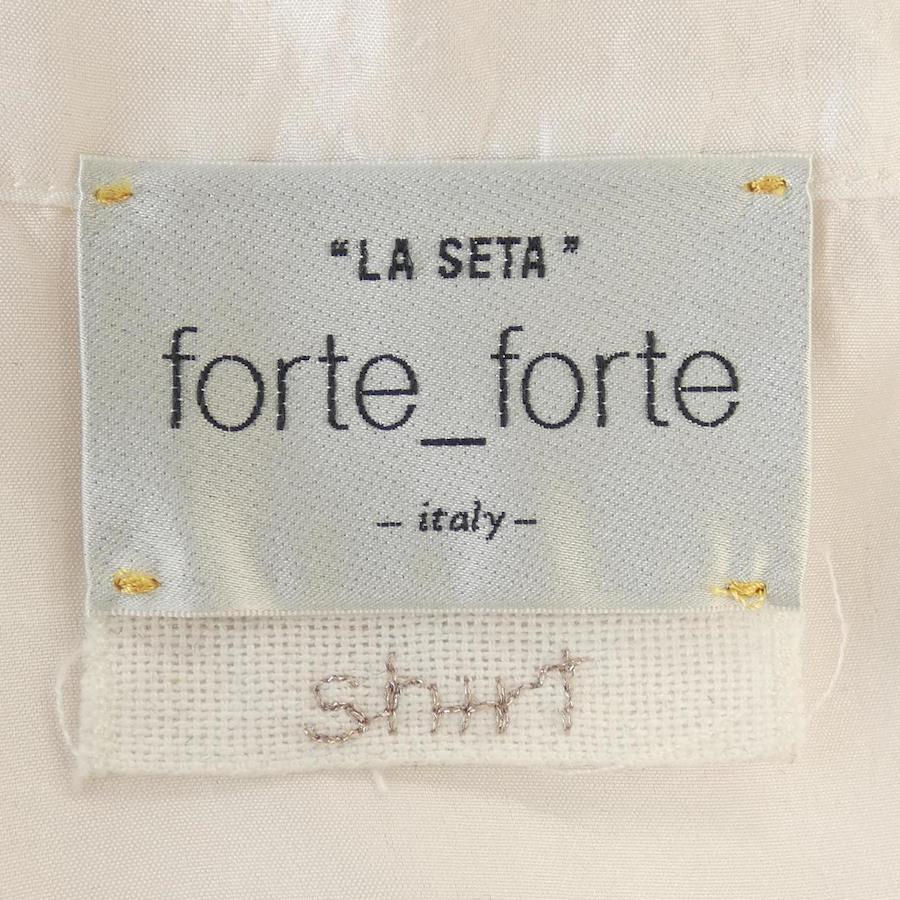 “LA SETA”
forte_forte
– italy –
shirt